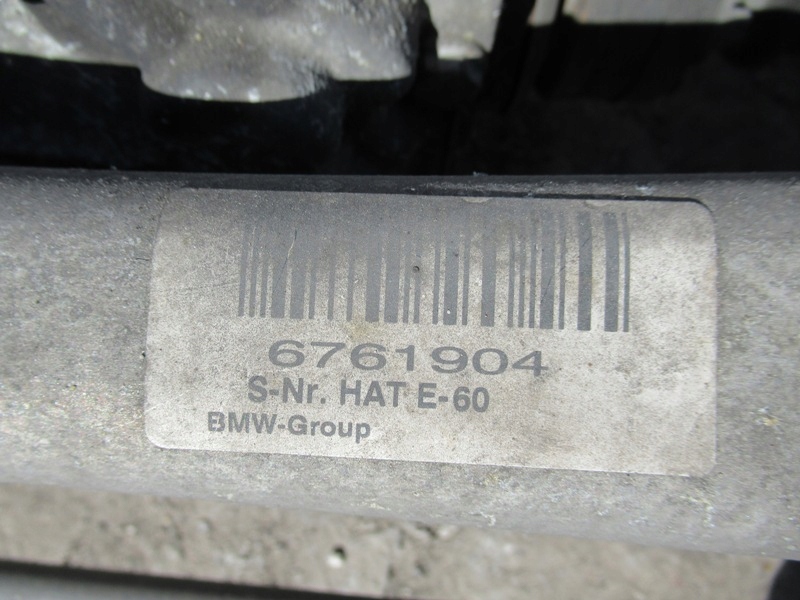 6761904
S-Nr. HAT E-60
BMW-Group